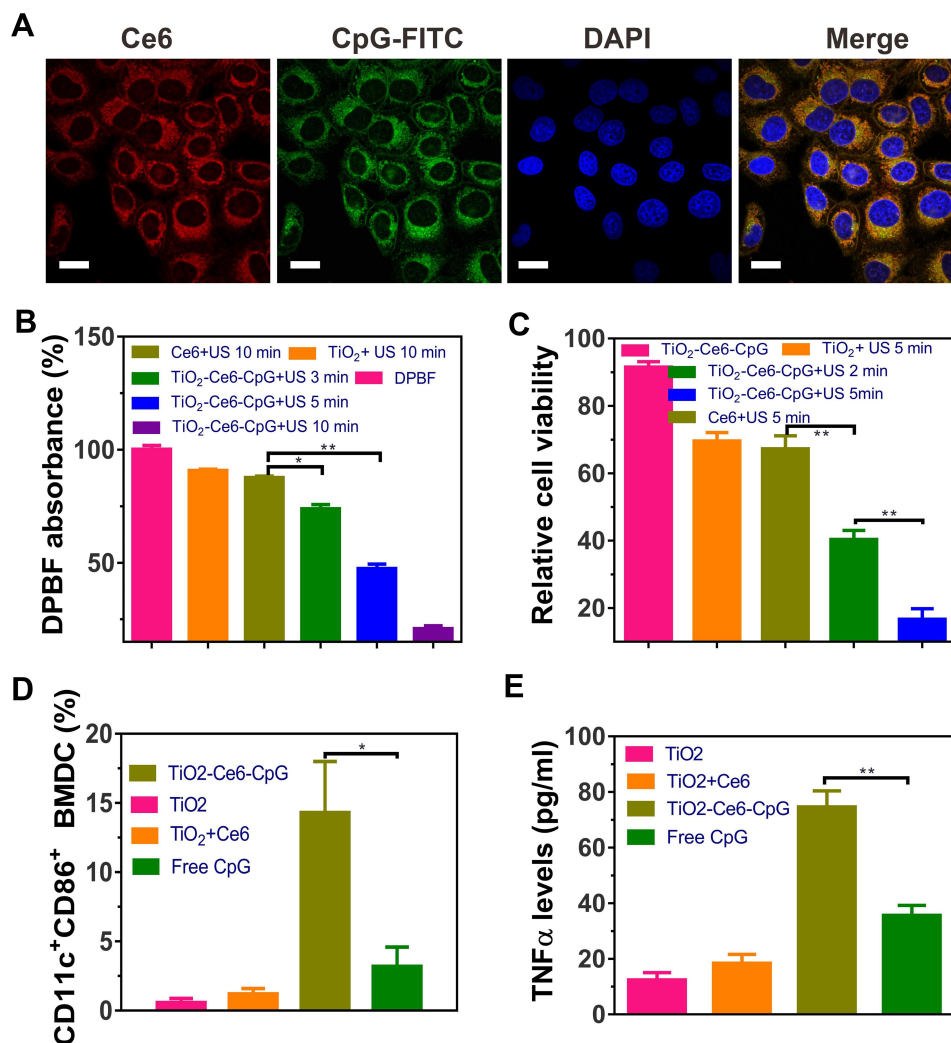 A
Ce6 CpG-FITC DAPI Merge
B
DPBF absorbance (%)
150
100
50
Ce6+US 10 min TiO₂+ US 10 min
TiO₂-Ce6-CpG+US 3 min DPBF
TiO₂-Ce6-CpG+US 5 min
TiO₂-Ce6-CpG+US 10 min
**
*
C
Relative cell viability
100
80
60
40
20
TiO₂-Ce6-CpG TiO₂+ US 5 min
TiO₂-Ce6-CpG+US 2 min
TiO₂-Ce6-CpG+US 5min
Ce6+US 5 min
**
**
D
CD11c⁺CD86⁺ BMDC (%)
20
15
10
5
0
TiO2-Ce6-CpG
TiO2
TiO₂+Ce6
Free CpG
*
E
TNFα levels (pg/ml)
100
80
60
40
20
0
TiO2
TiO2+Ce6
TiO2-Ce6-CpG
Free CpG
**